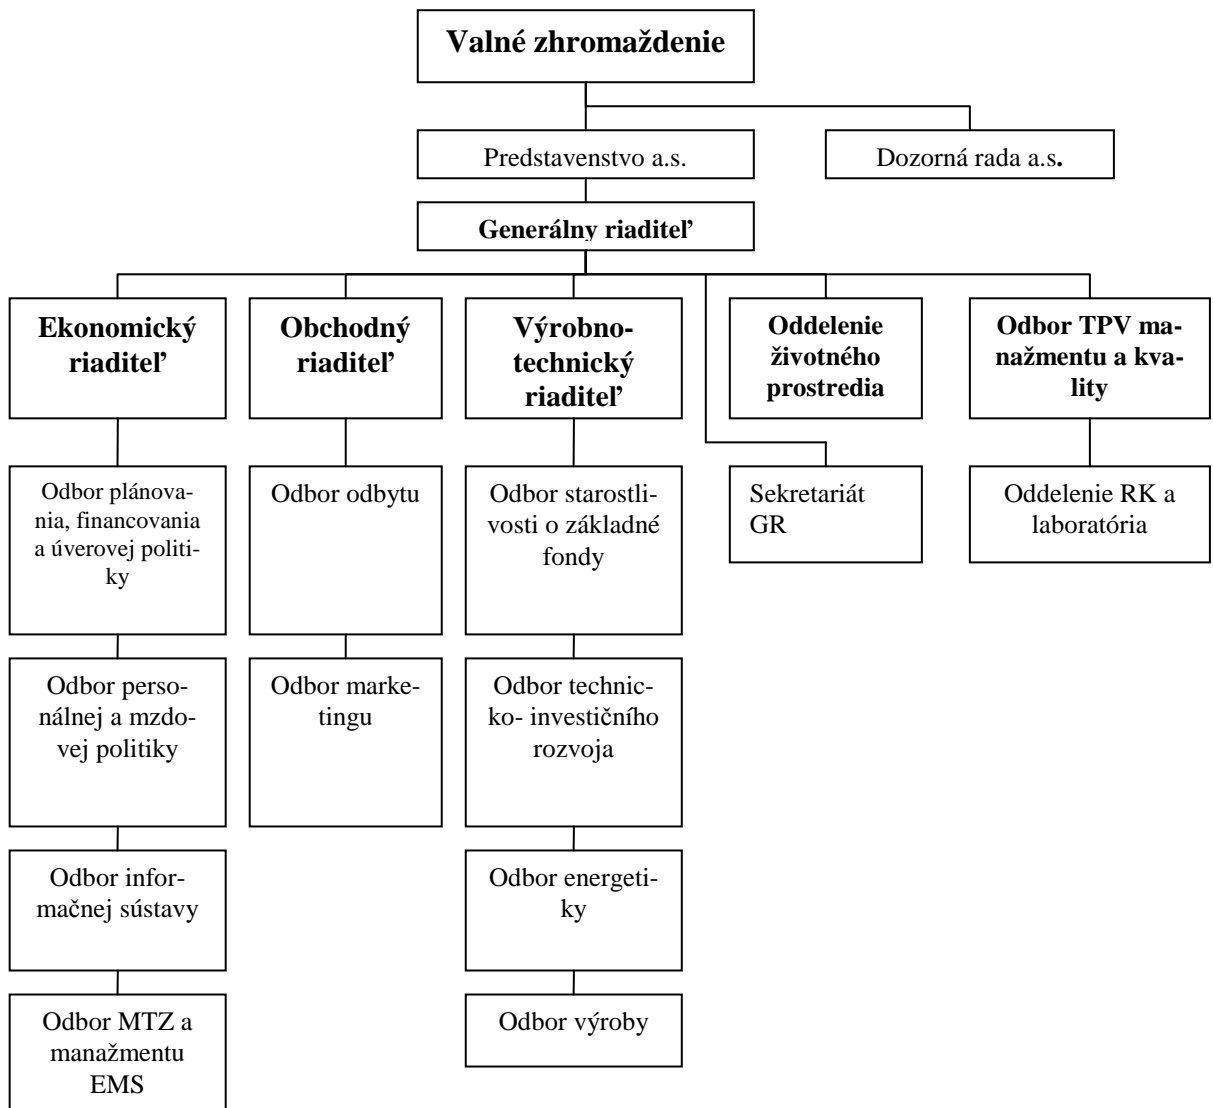 Valné zhromaždenie
Predstavenstvo a.s.
Dozorná rada a.s.
Generálny riaditeľ
Ekonomický
riaditeľ
Obchodný
riaditeľ
Výrobno-
technický
riaditeľ
Oddelenie
životného
prostredia
Odbor TPV ma-
nažmentu a kva-
lity
Odbor plánova-
nia, financovania
a úverovej politi-
ky
Odbor odbytu
Odbor starostli-
vosti o základné
fondy
Sekretariát
GR
Oddelenie RK a
laboratória
Odbor perso-
nálnej a mzdo-
vej politiky
Odbor marke-
tingu
Odbor technic-
ko- investičního
rozvoja
Odbor infor-
mačnej sústavy
Odbor energeti-
ky
Odbor MTZ a
manažmentu
EMS
Odbor výroby